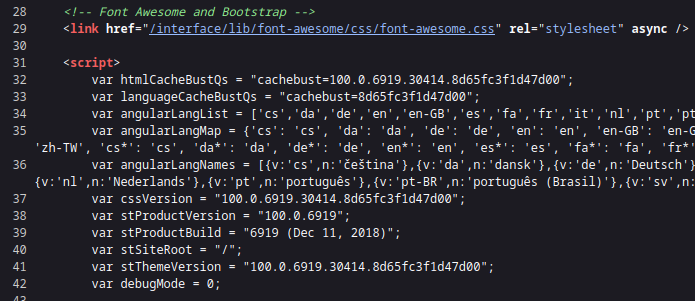 28 <!-- Font Awesome and Bootstrap -->
29 <link href="/interface/lib/font-awesome/css/font-awesome.css" rel="stylesheet" async />
30
31 <script>
32 var htmlCacheBustQs = "cachebust=100.0.6919.30414.8d65fc3f1d47d00";
33 var languageCacheBustQs = "cachebust=8d65fc3f1d47d00";
34 var angularLangList = ['cs','da','de','en','en-GB','es','fa','fr','it','nl','pt','pt
35 var angularLangMap = {'cs': 'cs', 'da': 'da', 'de': 'de', 'en': 'en', 'en-GB': 'en-G
'zh-TW', 'cs*': 'cs', 'da*': 'da', 'de*': 'de', 'en*': 'en', 'es*': 'es', 'fa*': 'fa', 'fr*'
36 var angularLangNames = [{v:'cs',n:'čeština'},{v:'da',n:'dansk'},{v:'de',n:'Deutsch'}
{v:'nl',n:'Nederlands'},{v:'pt',n:'português'},{v:'pt-BR',n:'português (Brasil)'},{v:'sv',n:
37 var cssVersion = "100.0.6919.30414.8d65fc3f1d47d00";
38 var stProductVersion = "100.0.6919";
39 var stProductBuild = "6919 (Dec 11, 2018)";
40 var stSiteRoot = "/";
41 var stThemeVersion = "100.0.6919.30414.8d65fc3f1d47d00";
42 var debugMode = 0;